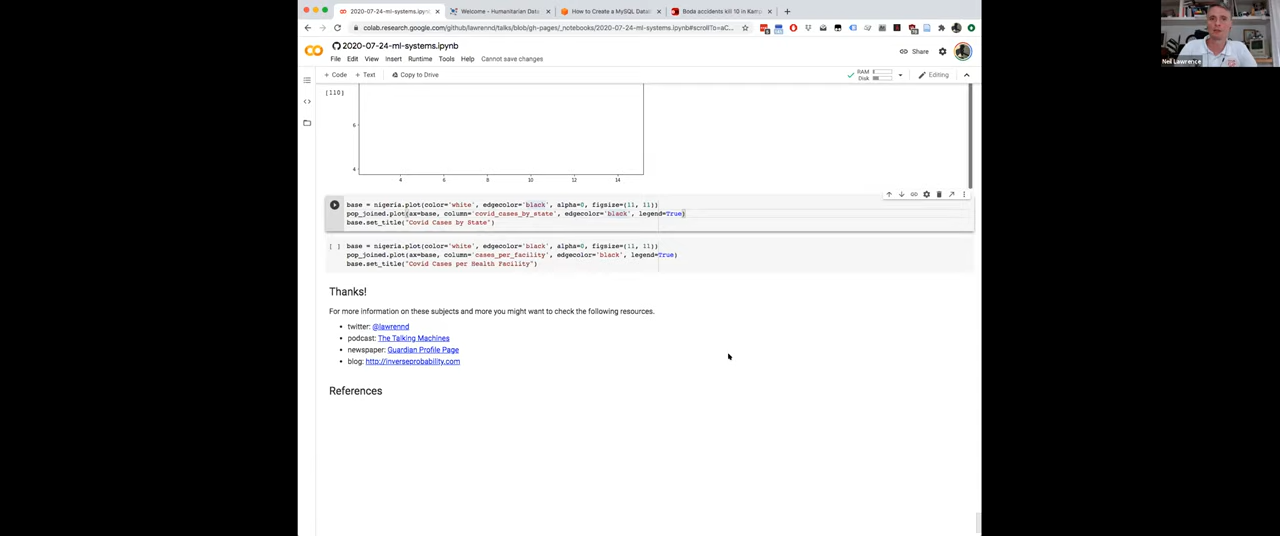 2020-07-24-ml-systems.ipynb
Welcome - Humanitarian Data
How to Create a MySQL Datab
Boda accidents kill 10 in Kam
colab.research.google.com/github/lawrennd/talks/blob/gh-pages/_notebooks/2020-07-24-ml-systems.ipynb#scrollTo=aC...
2020-07-24-ml-systems.ipynb
Share
File Edit View Insert Runtime Tools Help Cannot save changes
+ Code + Text Copy to Drive
RAM
Disk
Editing
Neil Lawrence
[110]
6
4
4 6 8 10 12 14
base = nigeria.plot(color='white', edgecolor='black', alpha=0, figsize=(11, 11))
pop_joined.plot(ax=base, column='covid_cases_by_state', edgecolor='black', legend=True)
base.set_title("Covid Cases by State")
[ ]
base = nigeria.plot(color='white', edgecolor='black', alpha=0, figsize=(11, 11))
pop_joined.plot(ax=base, column='cases_per_facility', edgecolor='black', legend=True)
base.set_title("Covid Cases per Health Facility")
Thanks!
For more information on these subjects and more you might want to check the following resources.
• twitter: @lawrennd
• podcast: The Talking Machines
• newspaper: Guardian Profile Page
• blog: http://inverseprobability.com
References